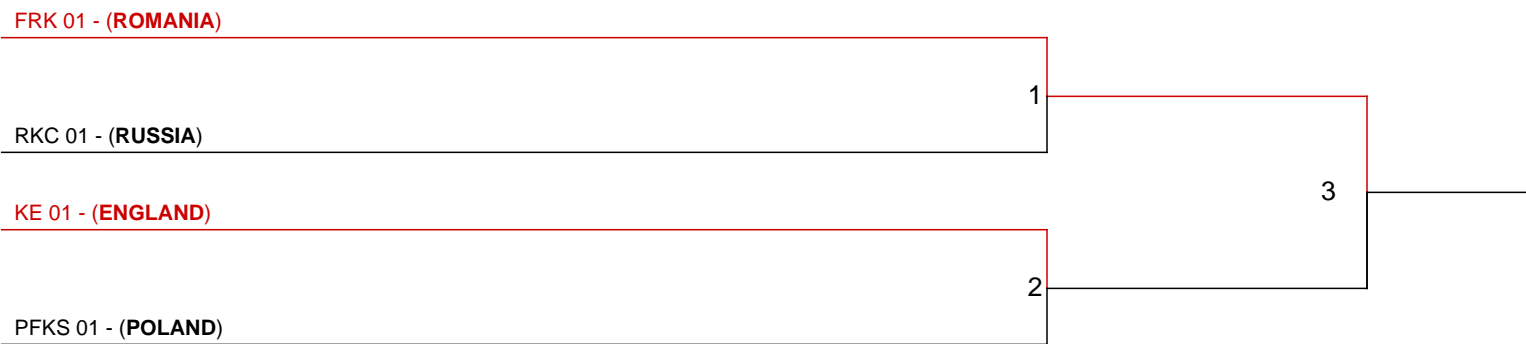 FRK 01 - (ROMANIA)
1
RKC 01 - (RUSSIA)
3
KE 01 - (ENGLAND)
2
PFKS 01 - (POLAND)